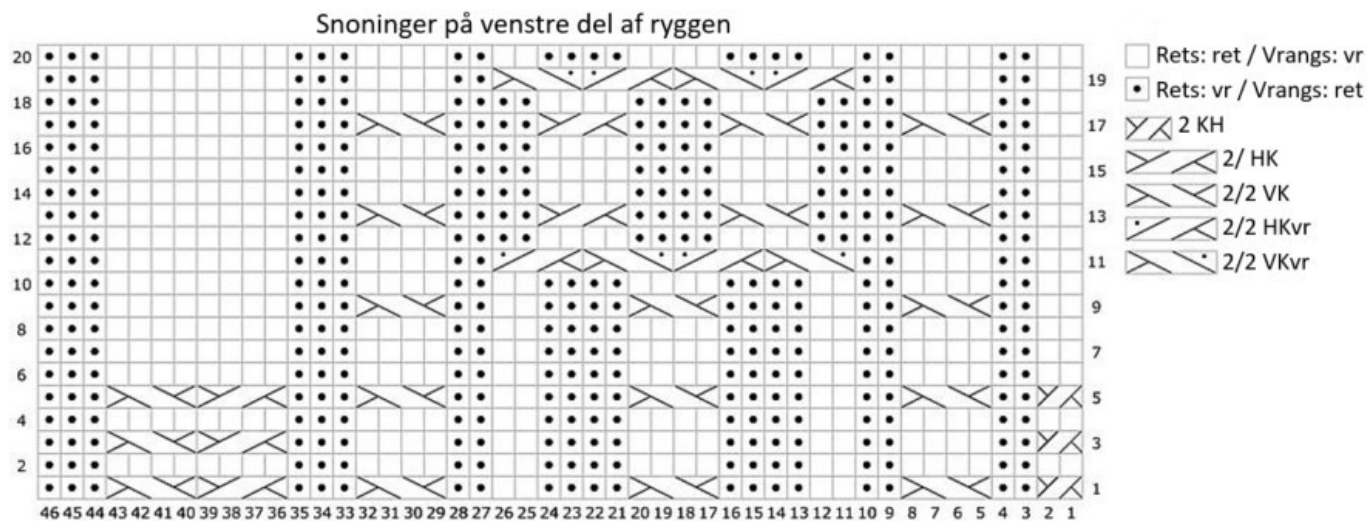 Snoninger på venstre del af ryggen
20
19
18
17
16
15
14
13
12
11
10
9
8
7
6
5
4
3
2
1
46 45 44 43 42 41 40 39 38 37 36 35 34 33 32 31 30 29 28 27 26 25 24 23 22 21 20 19 18 17 16 15 14 13 12 11 10 9 8 7 6 5 4 3 2 1
Rets: ret / Vrangs: vr
Rets: vr / Vrangs: ret
2 KH
2/ HK
2/2 VK
2/2 HKvr
2/2 VKvr